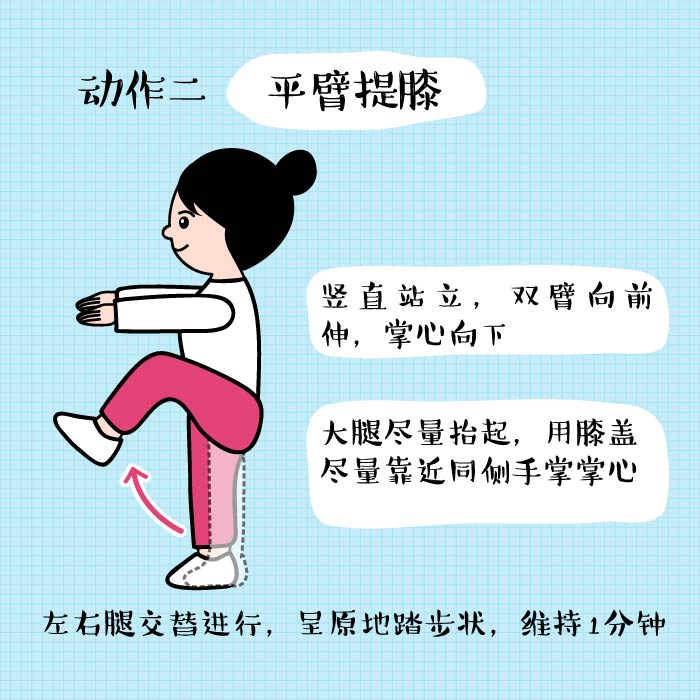 动作二 平臂提膝
竖直站立，双臂向前
伸，掌心向下
大腿尽量抬起，用膝盖
尽量靠近同侧手掌掌心
左右腿交替进行，呈原地踏步状，维持1分钟